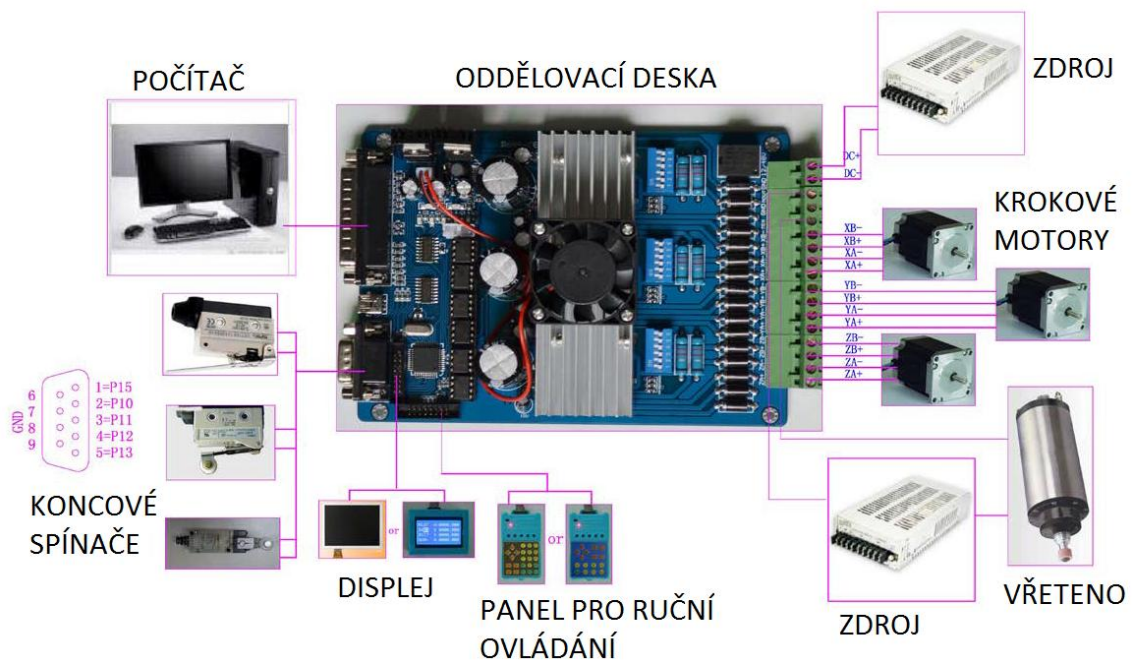 POČÍTAČ
ODDĚLOVACÍ DESKA
ZDROJ
DC+
DC-
KROKOVÉ
MOTORY
XB-
XB+
XA-
XA+
YB-
YB+
YA-
YA+
ZB-
ZB+
ZA-
ZA+
GND
6
7
8
9
1=P15
2=P10
3=P11
4=P12
5=P13
KONCOVÉ
SPÍNAČE
or
DISPLEJ
or
PANEL PRO RUČNÍ
OVLÁDÁNÍ
ZDROJ
VŘETENO